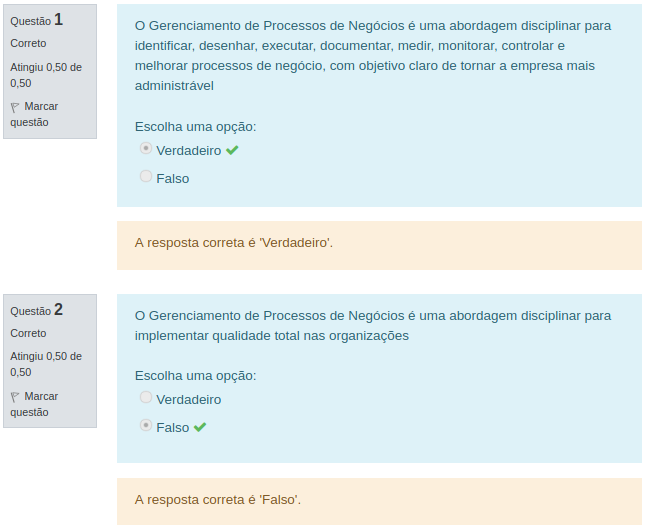 Questão 1
Correto
Atingiu 0,50 de
0,50
Marcar
questão
O Gerenciamento de Processos de Negócios é uma abordagem disciplinar para
identificar, desenhar, executar, documentar, medir, monitorar, controlar e
melhorar processos de negócio, com objetivo claro de tornar a empresa mais
administrável
Escolha uma opção:
Verdadeiro
Falso
A resposta correta é 'Verdadeiro'.
Questão 2
Correto
Atingiu 0,50 de
0,50
Marcar
questão
O Gerenciamento de Processos de Negócios é uma abordagem disciplinar para
implementar qualidade total nas organizações
Escolha uma opção:
Verdadeiro
Falso
A resposta correta é 'Falso'.